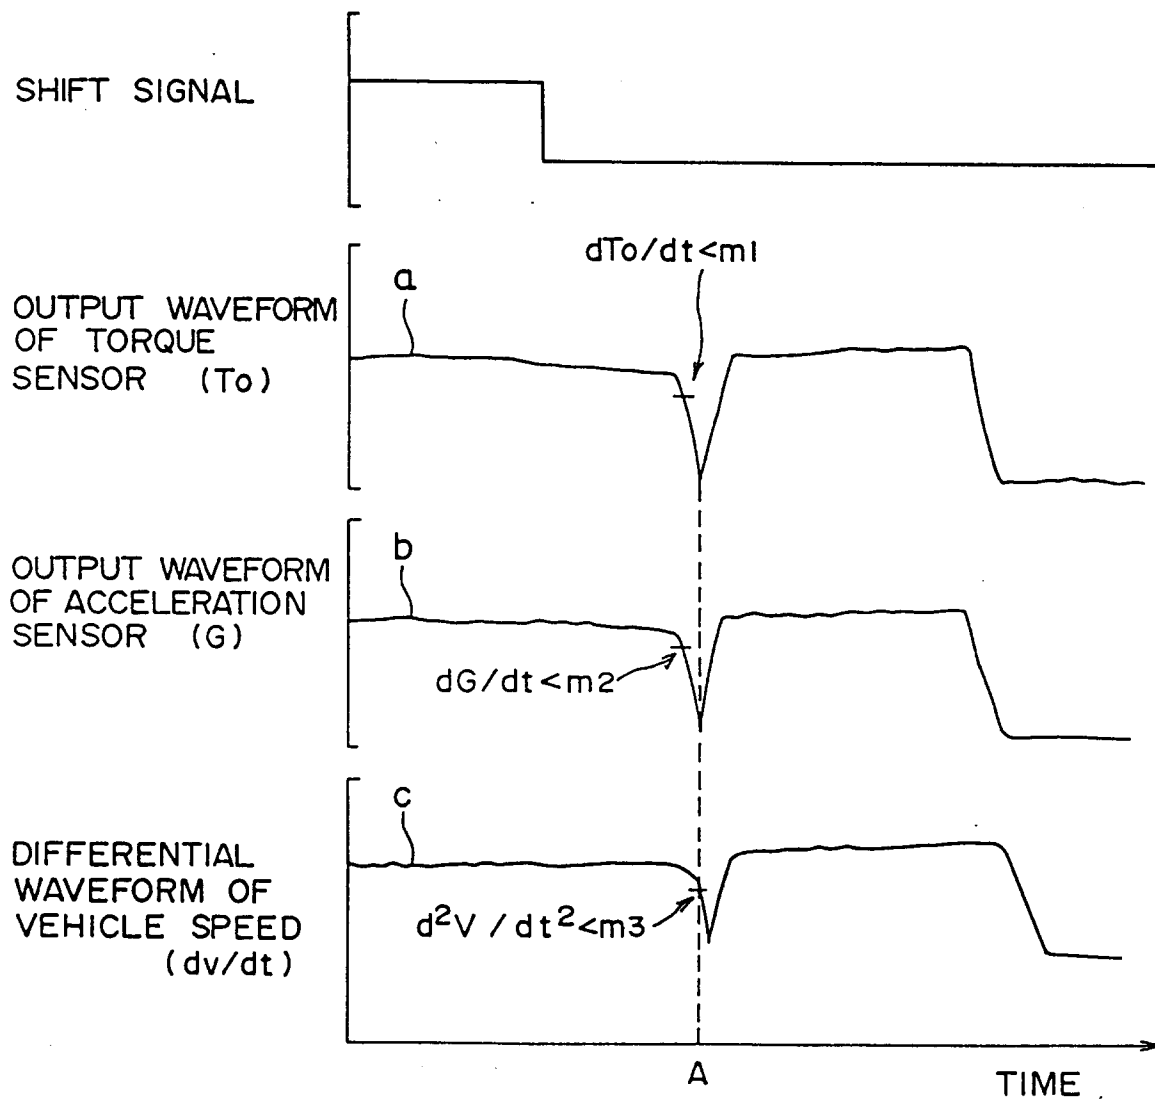 SHIFT SIGNAL
dTo/dt<m1
a
OUTPUT WAVEFORM
OF TORQUE
SENSOR (To)
b
OUTPUT WAVEFORM
OF ACCELERATION
SENSOR (G)
dG/dt<m2
c
DIFFERENTIAL
WAVEFORM OF
VEHICLE SPEED
(dv/dt)
d²V/dt²<m3
A
TIME